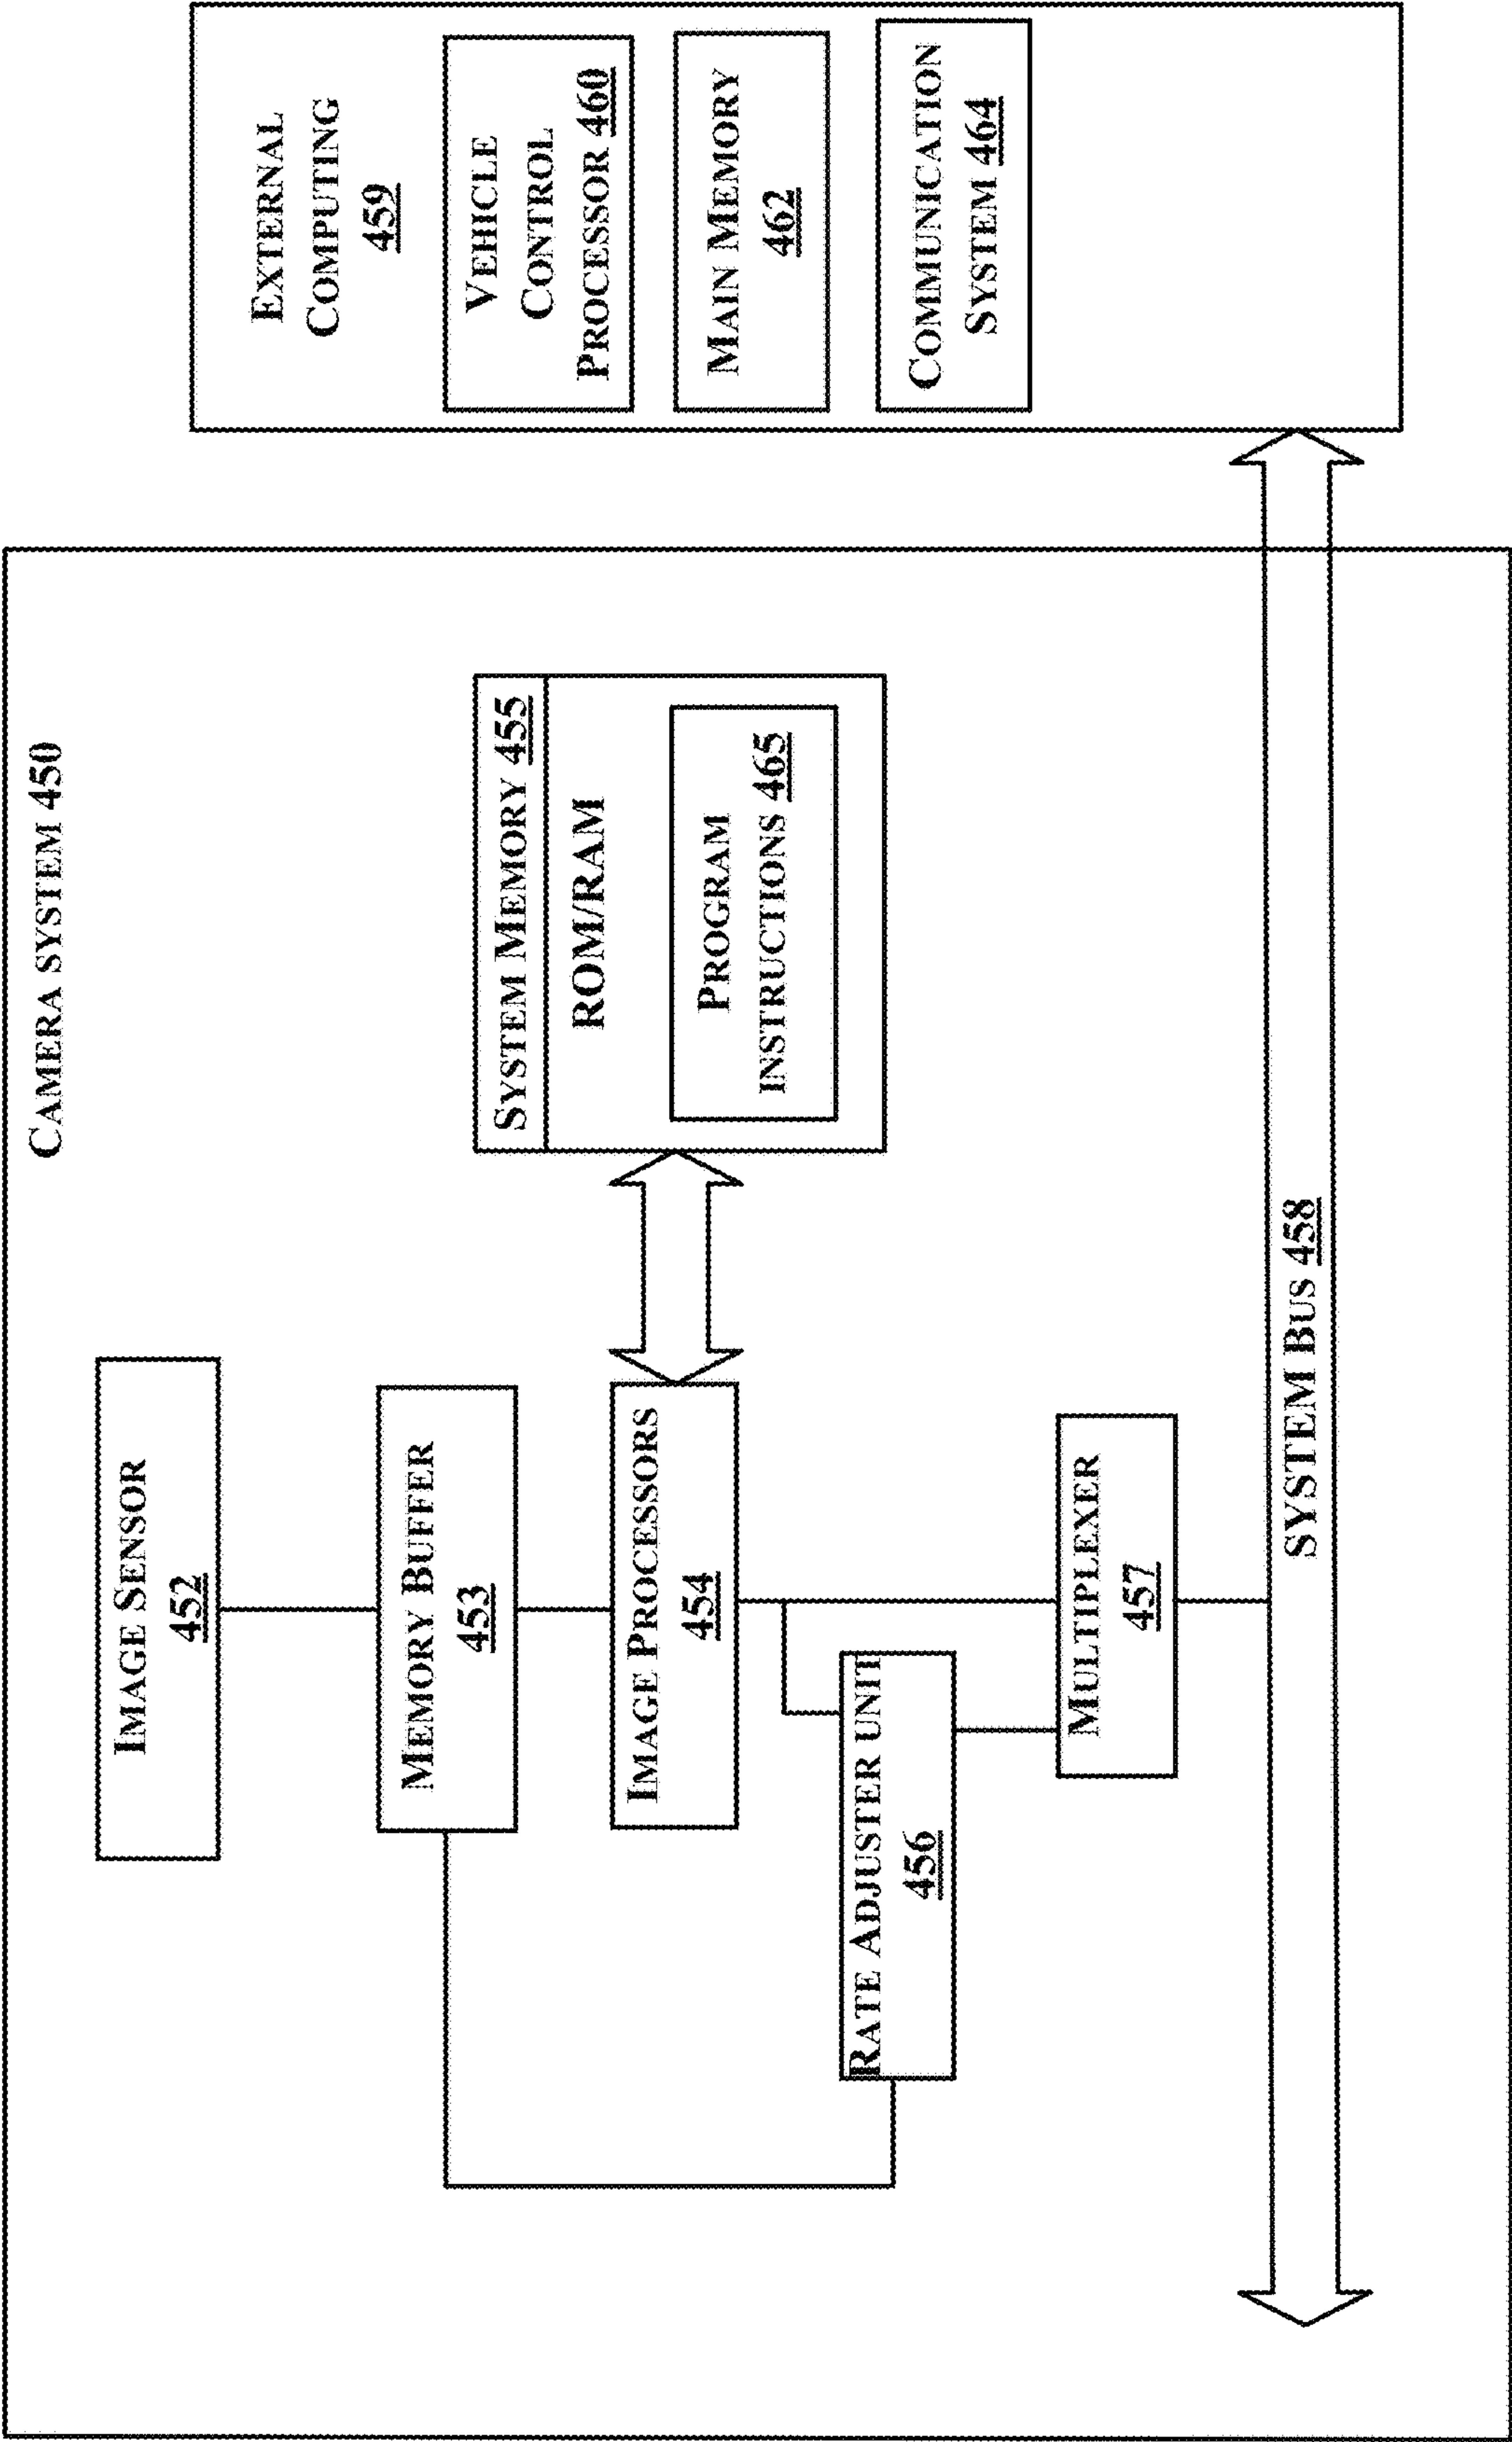 CAMERA SYSTEM 450
IMAGE SENSOR
452
MEMORY BUFFER
453
IMAGE PROCESSORS
454
SYSTEM MEMORY 455
ROM/RAM
PROGRAM
INSTRUCTIONS 465
RATE ADJUSTER UNIT
456
MULTIPLEXER
457
SYSTEM BUS 458
EXTERNAL
COMPUTING
459
VEHICLE
CONTROL
PROCESSOR 460
MAIN MEMORY
462
COMMUNICATION
SYSTEM 464